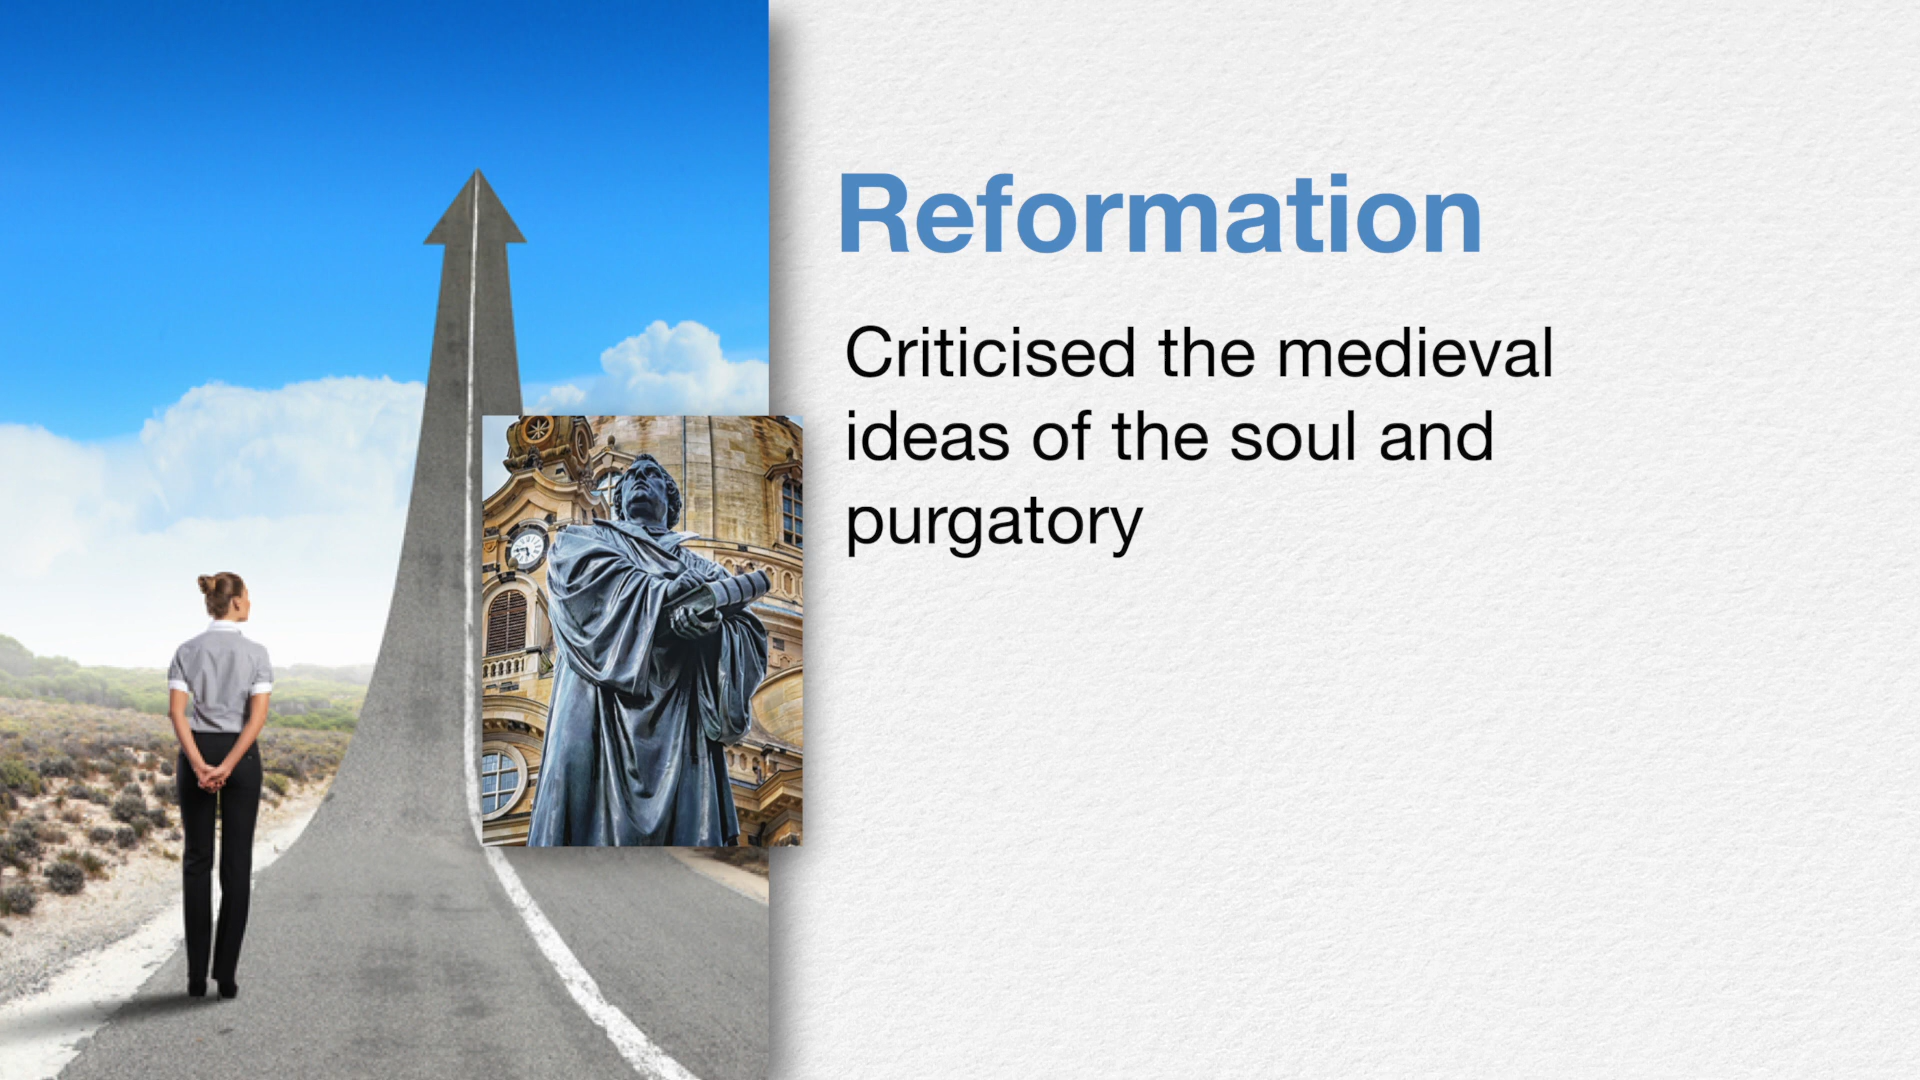 Reformation
Criticised the medieval
ideas of the soul and
purgatory